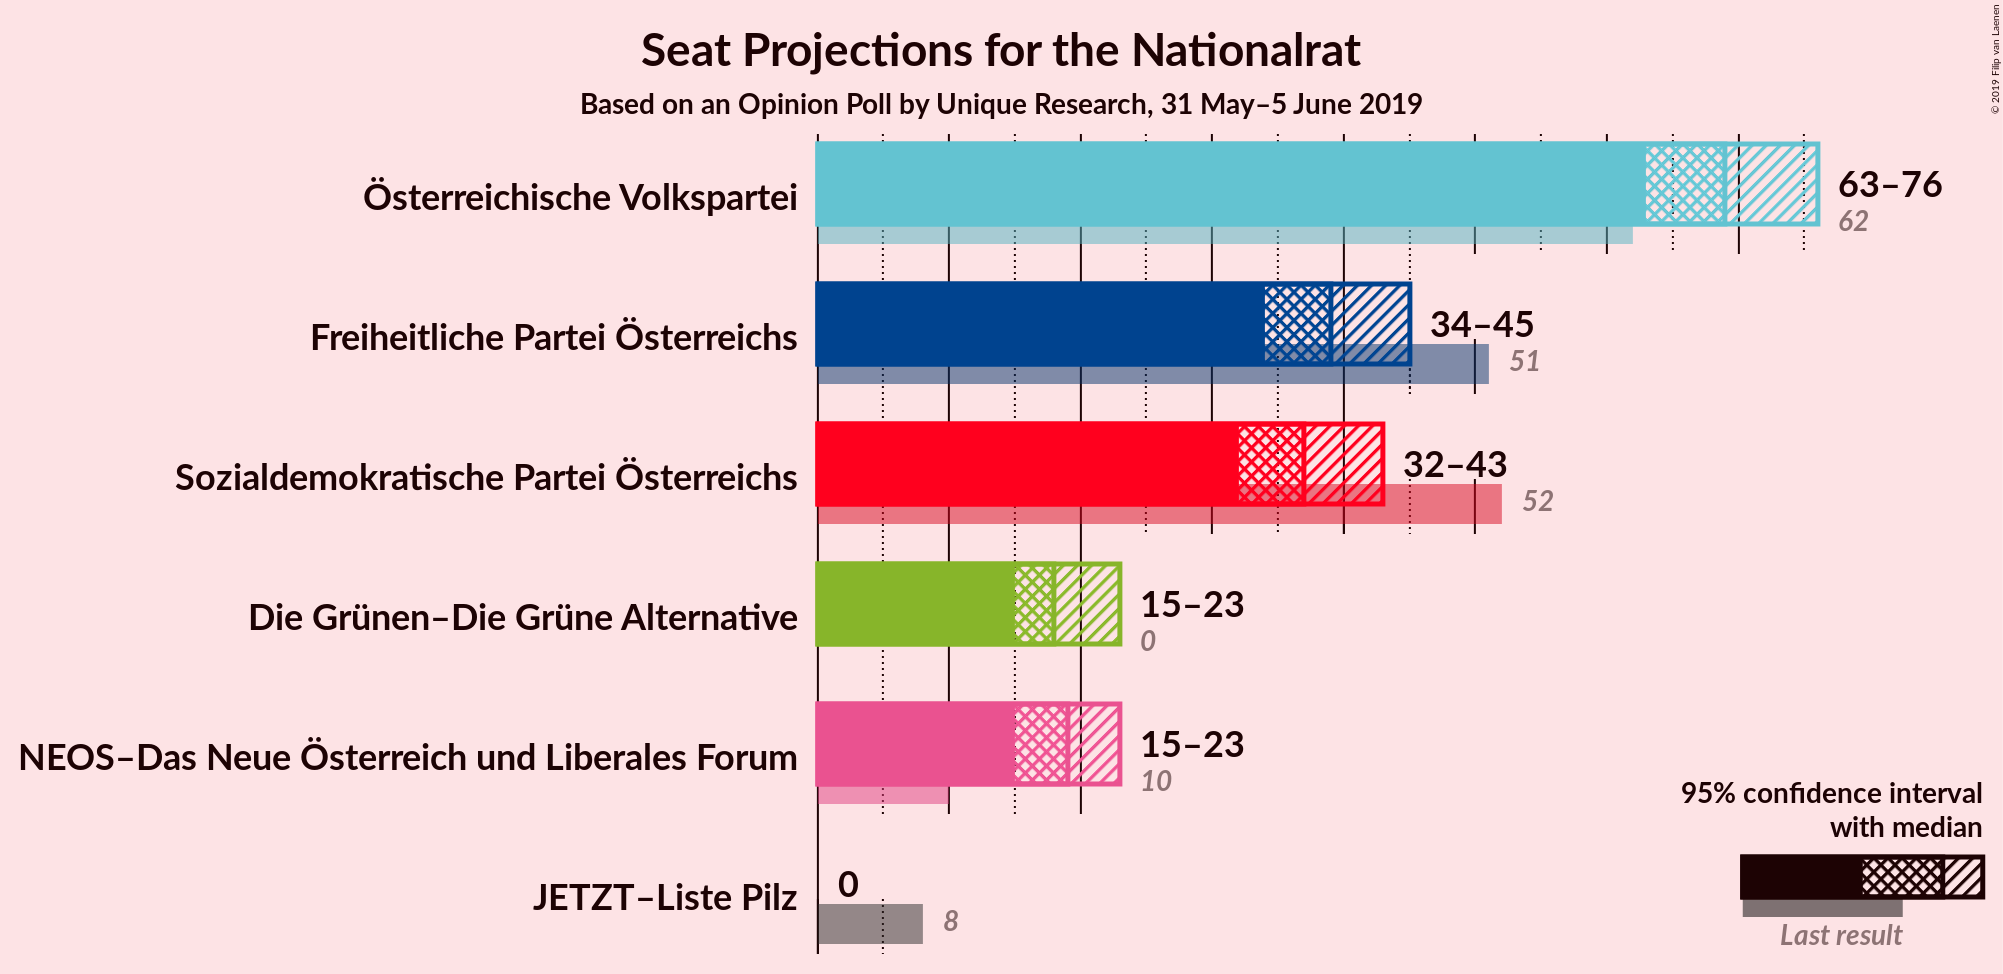 Seat Projections for the Nationalrat
Based on an Opinion Poll by Unique Research, 31 May–5 June 2019
© 2019 Filip van Laenen
Österreichische Volkspartei
63–76
62
Freiheitliche Partei Österreichs
34–45
51
Sozialdemokratische Partei Österreichs
32–43
52
Die Grünen–Die Grüne Alternative
15–23
0
NEOS–Das Neue Österreich und Liberales Forum
15–23
10
JETZT–Liste Pilz
0
8
95% confidence interval
with median
Last result